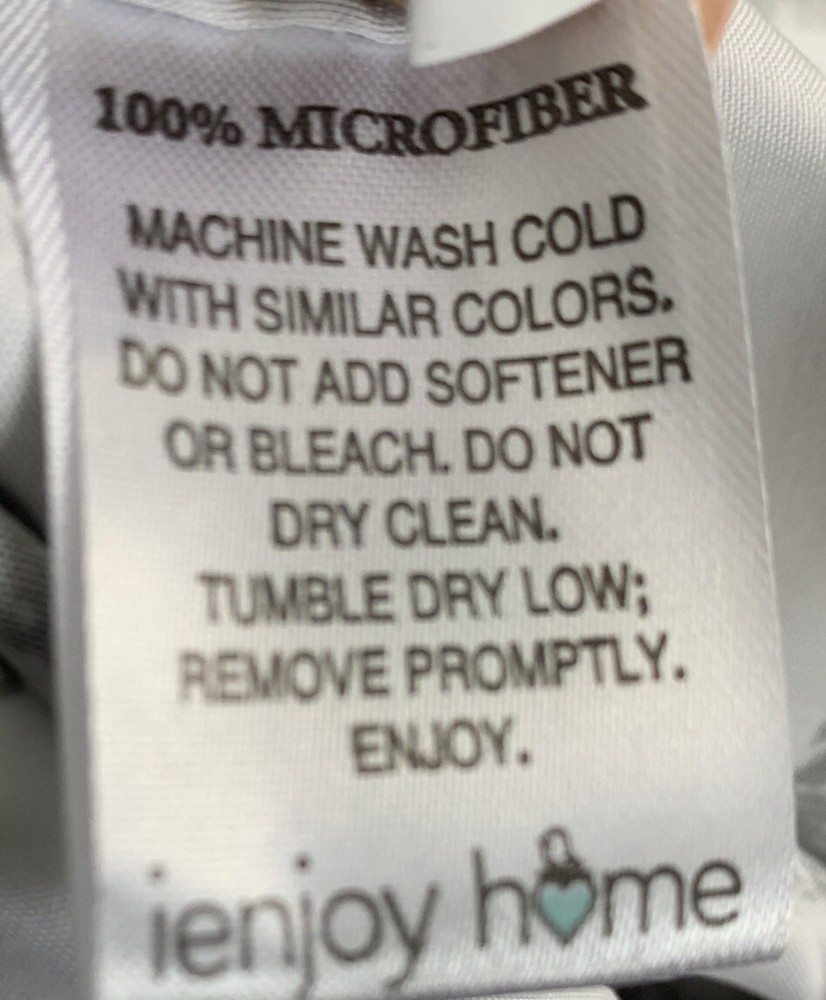 100% MICROFIBER
MACHINE WASH COLD
WITH SIMILAR COLORS.
DO NOT ADD SOFTENER
OR BLEACH. DO NOT
DRY CLEAN.
TUMBLE DRY LOW;
REMOVE PROMPTLY.
ENJOY.
ienjoy home